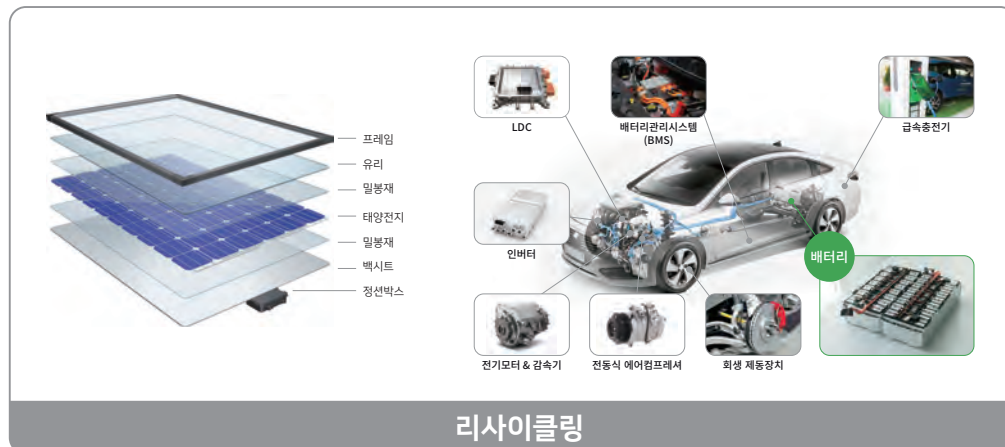 프레임
유리
밀봉재
태양전지
밀봉재
백시트
정션박스
LDC
배터리관리시스템
(BMS)
급속충전기
인버터
배터리
전기모터 & 감속기
전동식 에어컴프레셔
회생 제동장치
리사이클링